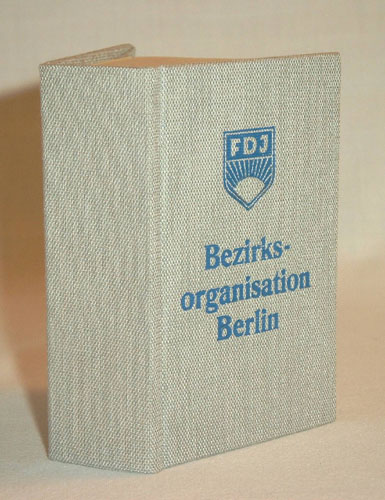 FDJ
Bezirks-
organisation
Berlin